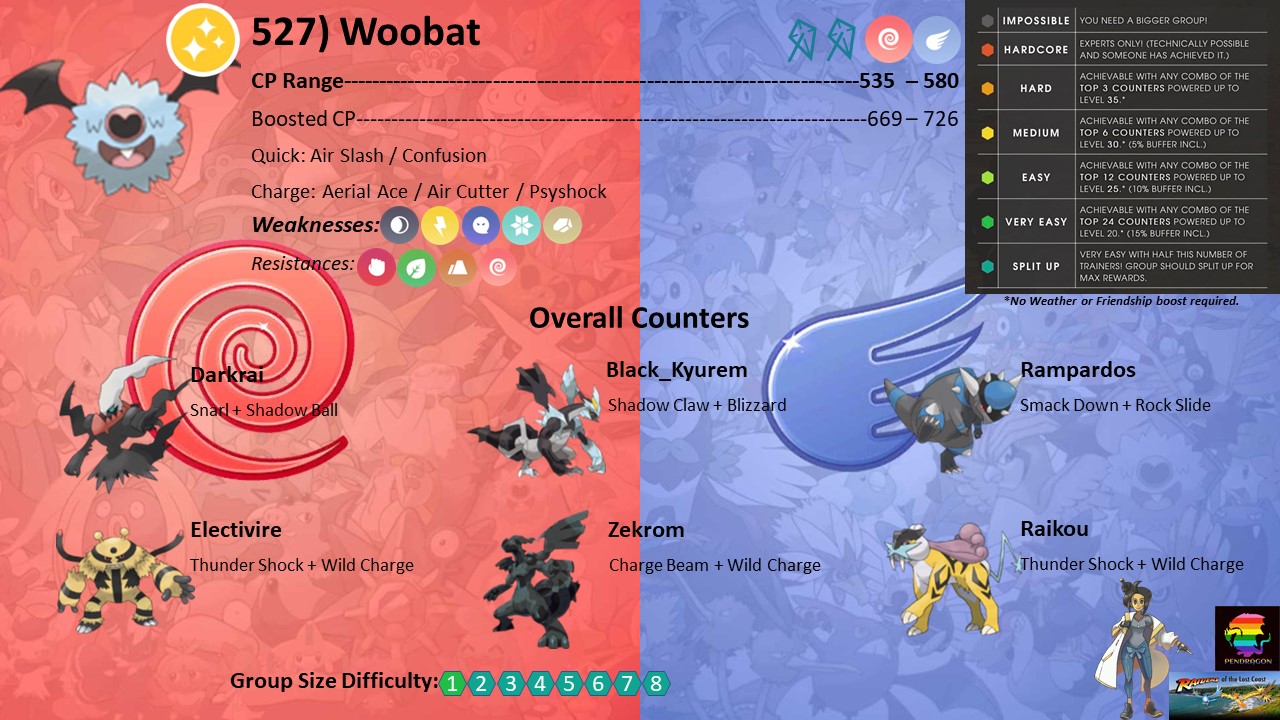 527) Woobat
CP Range---535 – 580
Boosted CP---669 – 726
Quick: Air Slash / Confusion
Charge: Aerial Ace / Air Cutter / Psyshock
Weaknesses:
Resistances:
IMPOSSIBLE YOU NEED A BIGGER GROUP!
HARDCORE EXPERTS ONLY! (TECHNICALLY POSSIBLE
AND SOMEONE HAS ACHIEVED IT.)
HARD ACHIEVABLE WITH ANY COMBO OF THE
TOP 3 COUNTERS POWERED UP TO
LEVEL 35.*
MEDIUM ACHIEVABLE WITH ANY COMBO OF THE
TOP 6 COUNTERS POWERED UP TO
LEVEL 30.* (5% BUFFER INCL.)
EASY ACHIEVABLE WITH ANY COMBO OF THE
TOP 12 COUNTERS POWERED UP TO
LEVEL 25.* (10% BUFFER INCL.)
VERY EASY ACHIEVABLE WITH ANY COMBO OF THE
TOP 24 COUNTERS POWERED UP TO
LEVEL 20.* (15% BUFFER INCL.)
SPLIT UP VERY EASY WITH HALF THIS NUMBER OF
TRAINERS! GROUP SHOULD SPLIT UP FOR
MAX REWARDS.
*No Weather or Friendship boost required.
Overall Counters
Darkrai
Snarl + Shadow Ball
Black_Kyurem
Shadow Claw + Blizzard
Rampardos
Smack Down + Rock Slide
Electivire
Thunder Shock + Wild Charge
Zekrom
Charge Beam + Wild Charge
Raikou
Thunder Shock + Wild Charge
Group Size Difficulty: 1 2 3 4 5 6 7 8
PENDRAGON
RAIDERS of the Lost Coast